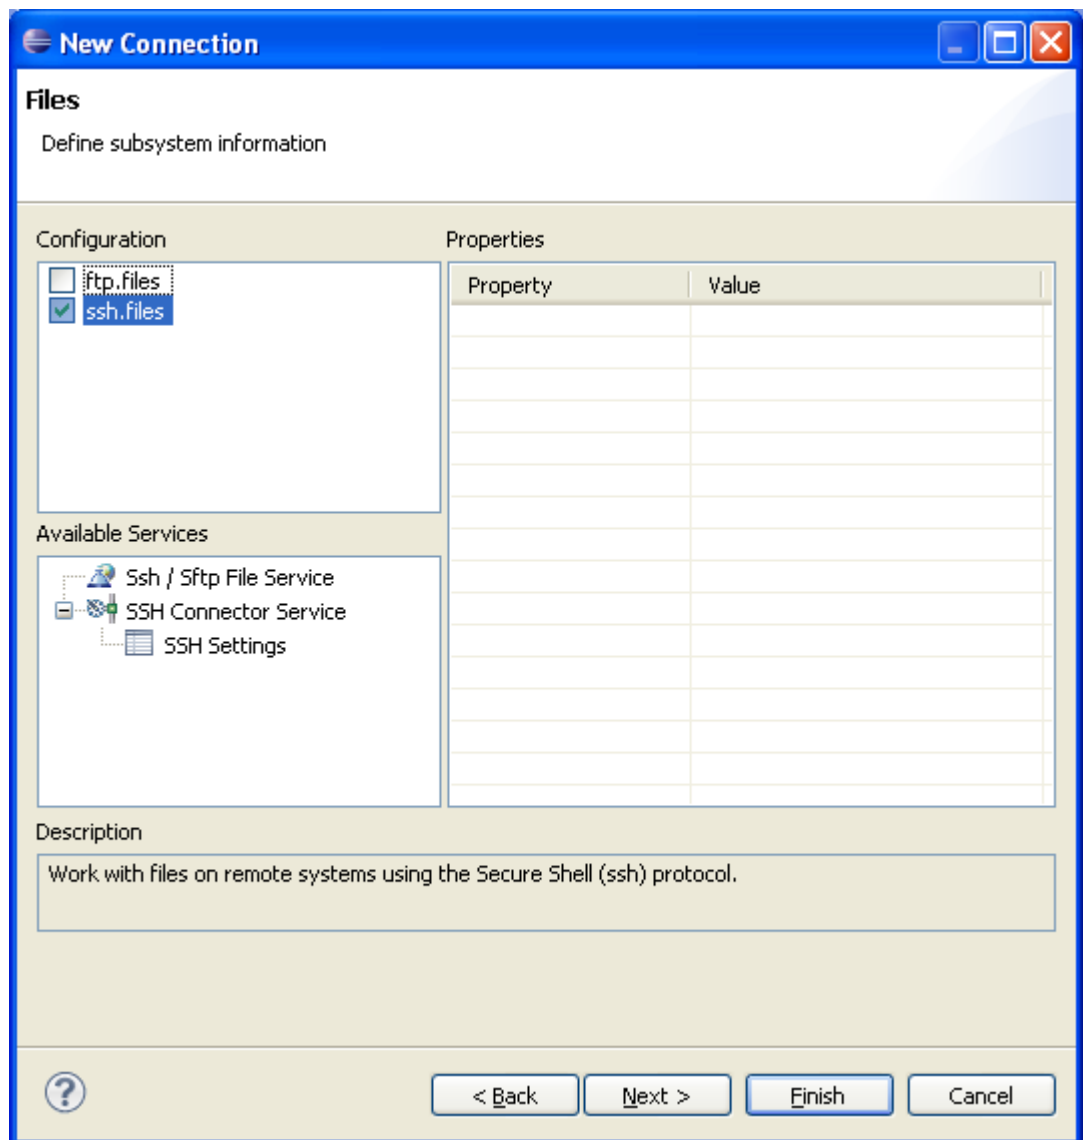 New Connection
Files
Define subsystem information
Configuration
Properties
ftp.files
ssh.files
Property Value
Available Services
Ssh / Sftp File Service
SSH Connector Service
SSH Settings
Description
Work with files on remote systems using the Secure Shell (ssh) protocol.
? < Back Next > Finish Cancel